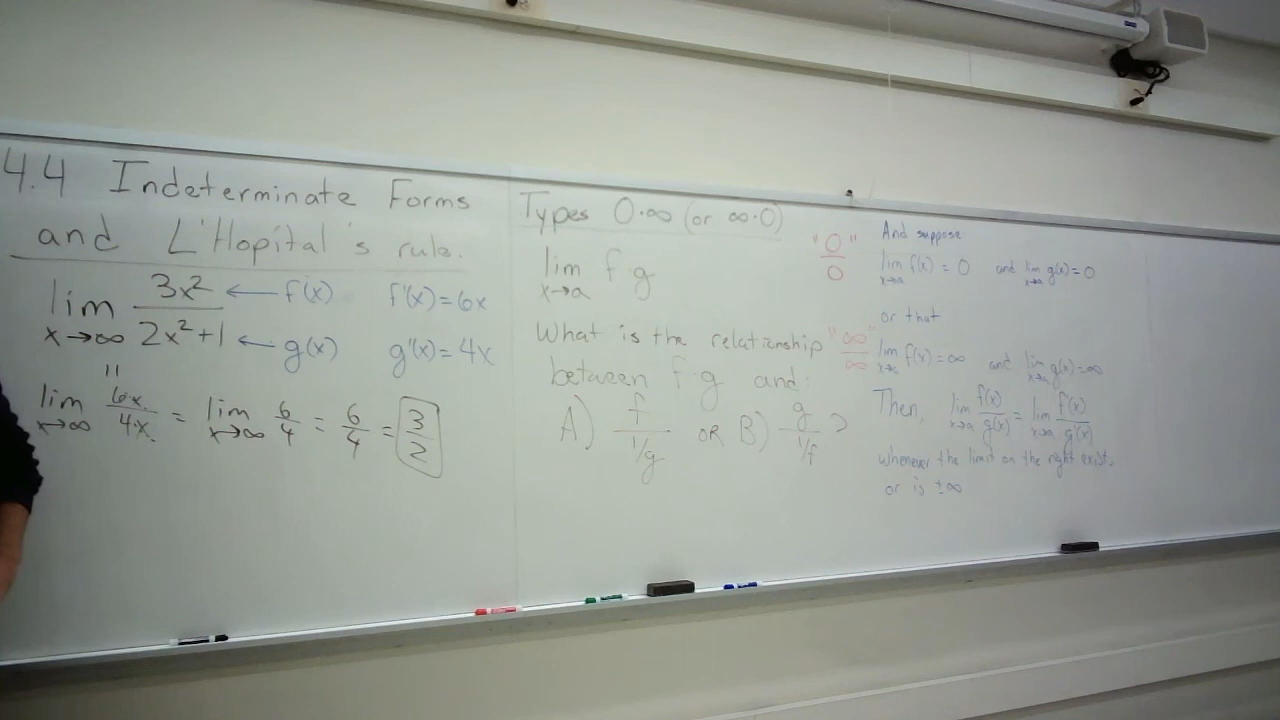 4.4 Indeterminate Forms
and L'Hopital's rule.
lim x→∞ 3x²/(2x²+1) ← f(x) f'(x)=6x
← g(x) g'(x)=4x
"
lim x→∞ 6x/4x = lim x→∞ 6/4 = 6/4 = 3/2
Types 0·∞ (or ∞·0)
lim x→a f g
What is the relationship
between f·g and:
A) f/(1/g) OR B) g/(1/f) ?
"0/0"
And suppose
lim x→a f(x) = 0 and lim x→a g(x) = 0
or that
"∞/∞" lim x→a f(x) = ∞ and lim x→a g(x) = ∞
Then, lim x→a f(x)/g(x) = lim x→a f'(x)/g'(x)
whenever the limit on the right exist.
or is ±∞